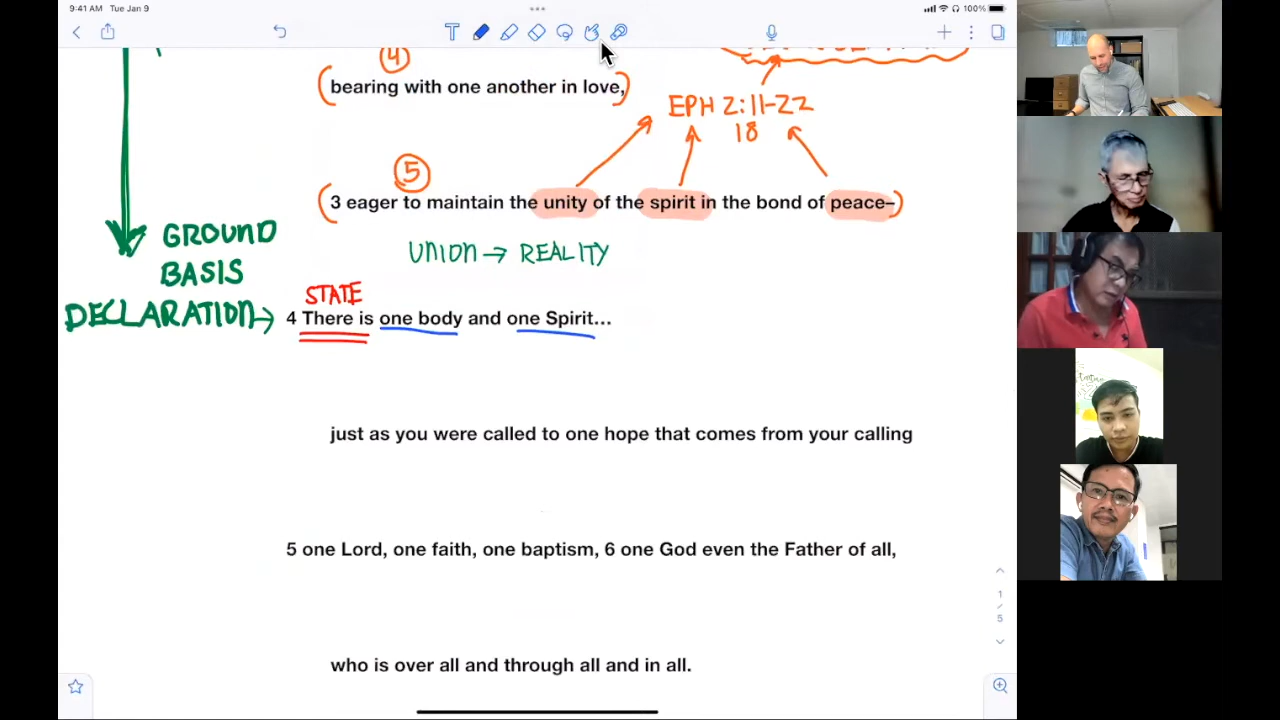 9:41 AM Tue Jan 9
100%
4
bearing with one another in love,
EPH 2:11-22
18
5
3 eager to maintain the unity of the spirit in the bond of peace–
UNION → REALITY
GROUND
BASIS
DECLARATION →
STATE
4 There is one body and one Spirit...
just as you were called to one hope that comes from your calling
5 one Lord, one faith, one baptism, 6 one God even the Father of all,
who is over all and through all and in all.
1
/
5